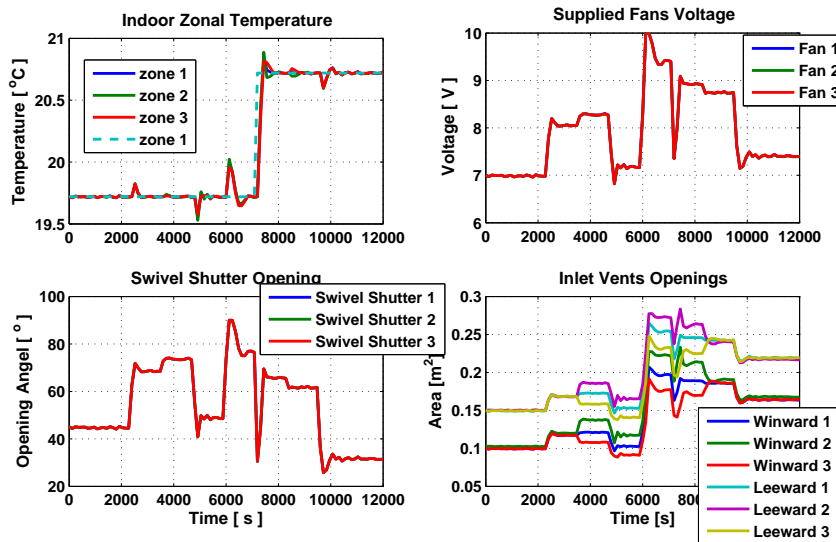 Indoor Zonal Temperature
21
20.5
20
19.5
Temperature [ °C]
zone 1
zone 2
zone 3
zone 1
0 2000 4000 6000 8000 10000 12000
Supplied Fans Voltage
10
9
8
7
6
Voltage [ V]
Fan 1
Fan 2
Fan 3
0 2000 4000 6000 8000 10000 12000
Swivel Shutter Opening
100
80
60
40
20
Opening Angel [ °]
Swivel Shutter 1
Swivel Shutter 2
Swivel Shutter 3
0 2000 4000 6000 8000 10000 12000
Time [ s ]
Inlet Vents Openings
0.3
0.25
0.2
0.15
0.1
0.05
Area [m²]
Winward 1
Winward 2
Winward 3
Leeward 1
Leeward 2
Leeward 3
0 2000 4000 6000 8000
Time [s]